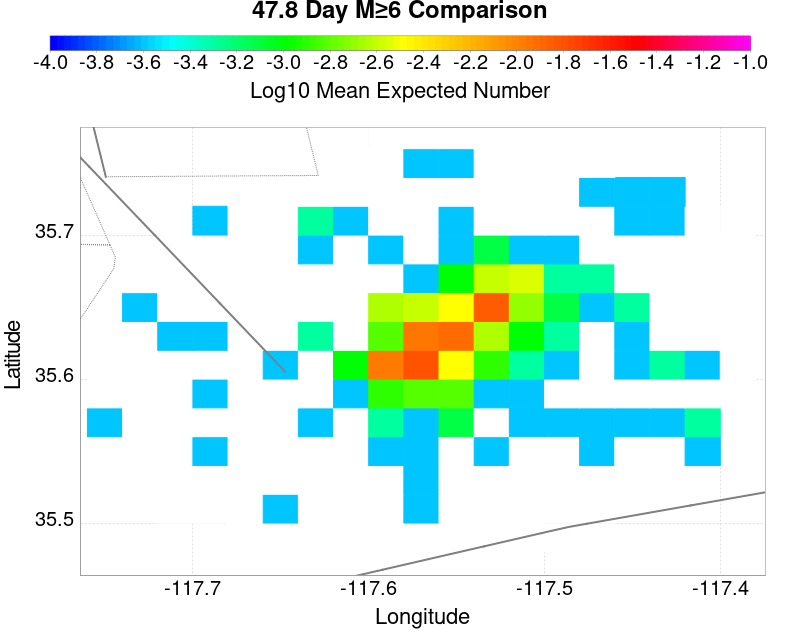 47.8 Day M≥6 Comparison
-4.0 -3.8 -3.6 -3.4 -3.2 -3.0 -2.8 -2.6 -2.4 -2.2 -2.0 -1.8 -1.6 -1.4 -1.2 -1.0
Log10 Mean Expected Number
35.7
35.6
35.5
Latitude
-117.7 -117.6 -117.5 -117.4
Longitude